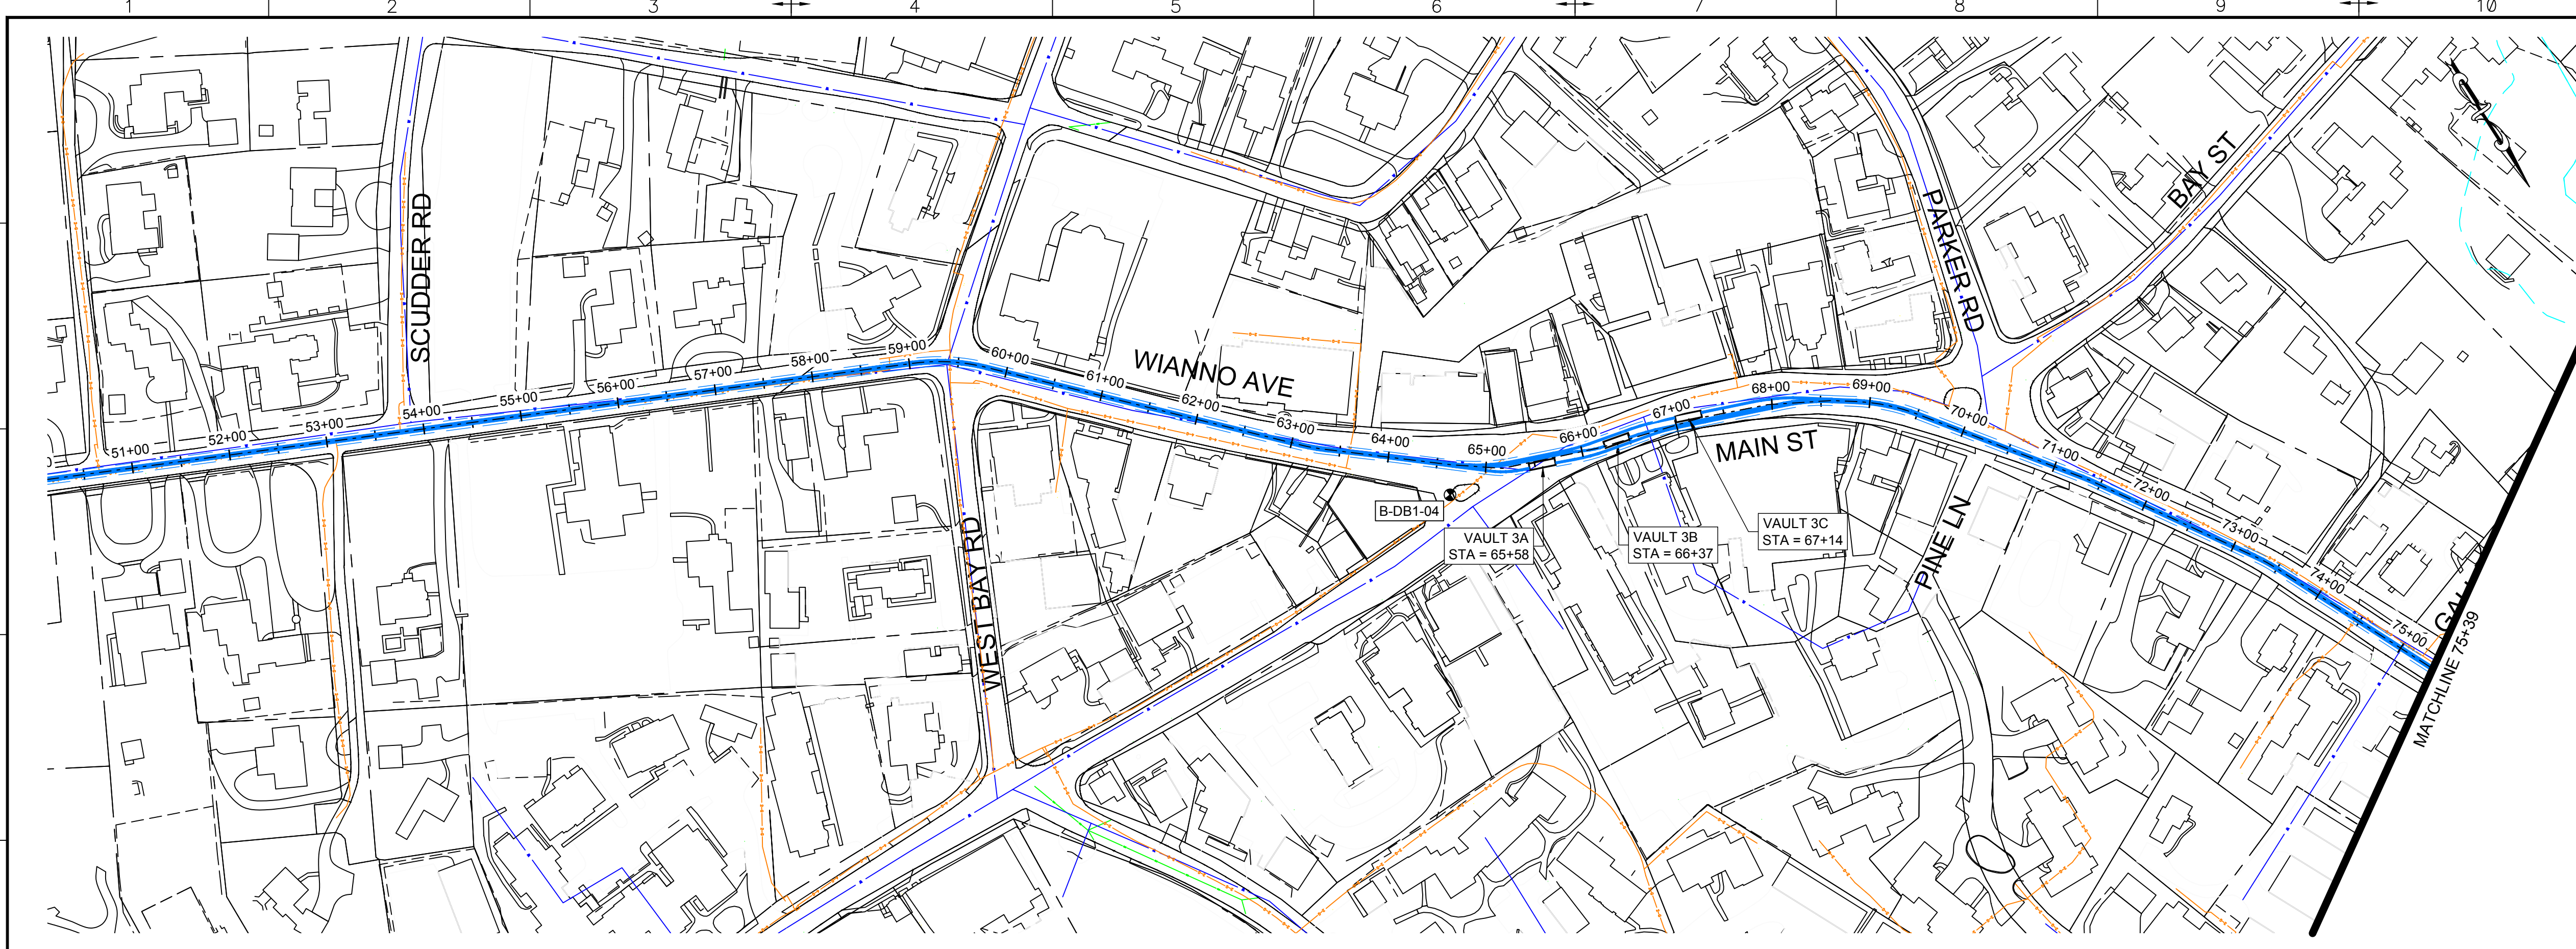 1 2 3 4 5 6 7 8 9 10
SCUDDER RD
WIANNO AVE
PARKER RD
BAY ST
51+00
52+00
53+00
54+00
55+00
56+00
57+00
58+00
59+00
60+00
61+00
62+00
63+00
64+00
65+00
66+00
67+00
68+00
69+00
70+00
71+00
72+00
73+00
74+00
75+00
MAIN ST
WEST BAY RD
PINE LN
B-DB1-04
VAULT 3A
STA = 65+58
VAULT 3B
STA = 66+37
VAULT 3C
STA = 67+14
MATCHLINE 75+39